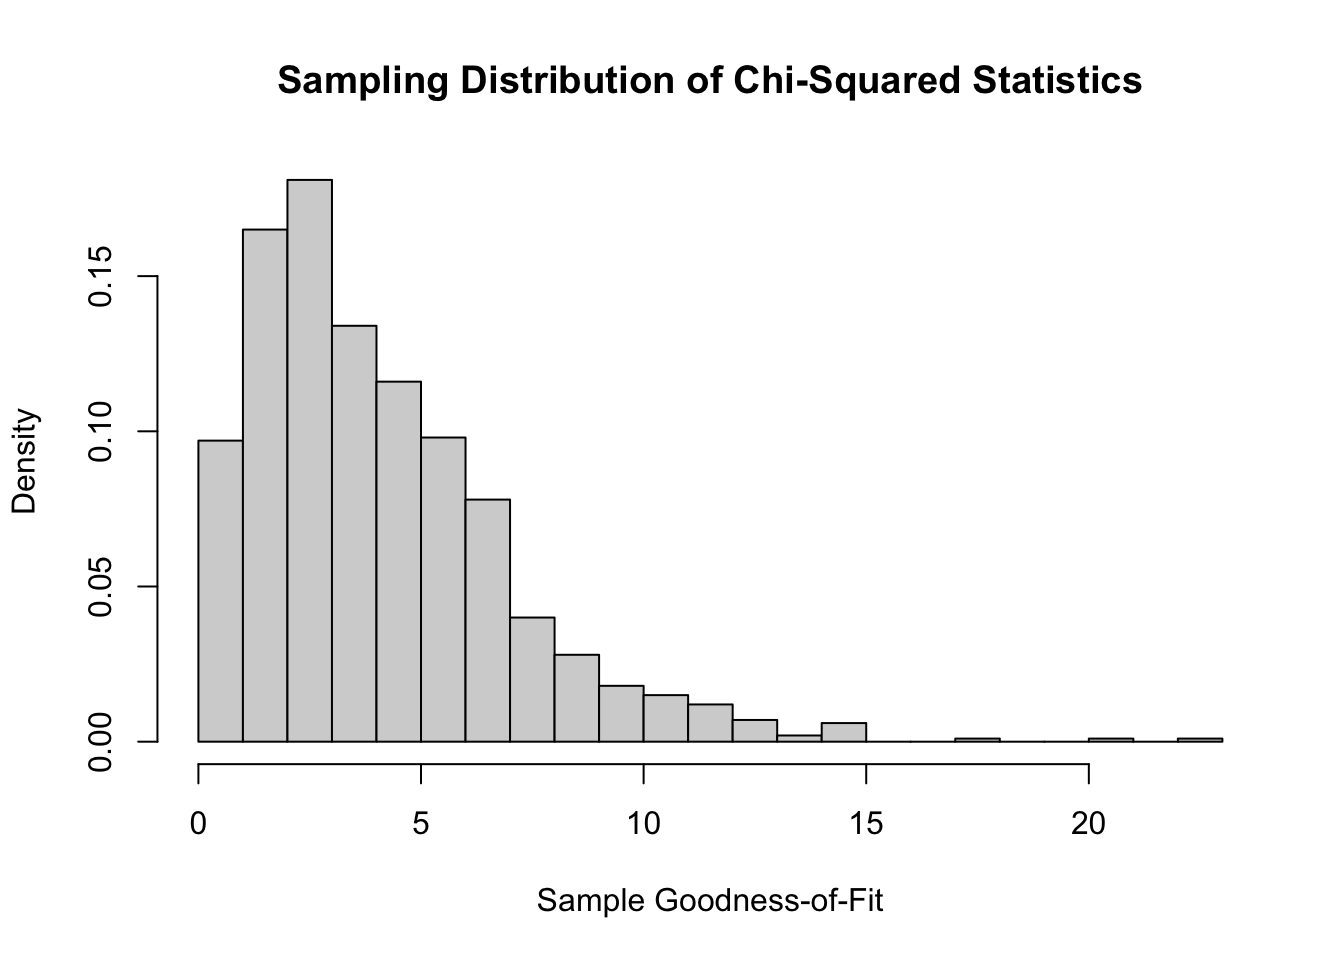 Sampling Distribution of Chi-Squared Statistics
Density
0.15
0.10
0.05
0.00
0 5 10 15 20
Sample Goodness-of-Fit